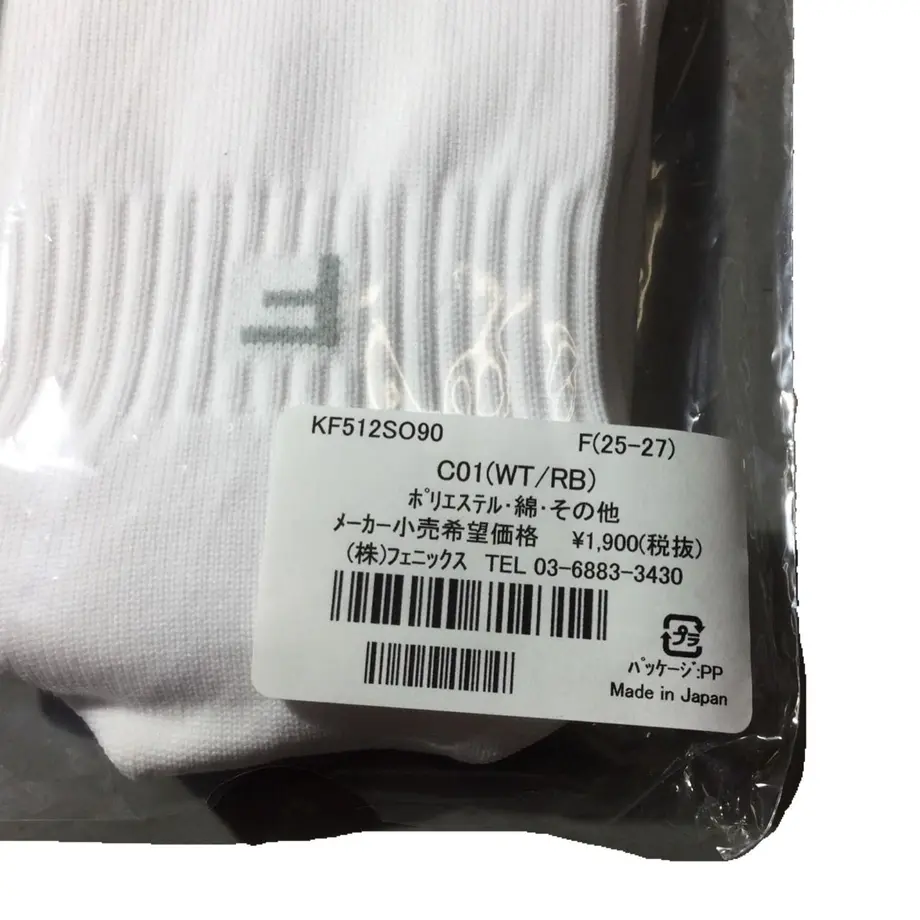 F
KF512SO90 F(25-27)
C01(WT/RB)
ﾎﾟﾘｴｽﾃﾙ・綿・その他
メーカー小売希望価格 ¥1,900(税抜)
(株)フェニックス TEL 03-6883-3430
プラ
ﾊﾟｯｹｰｼﾞ:PP
Made in Japan